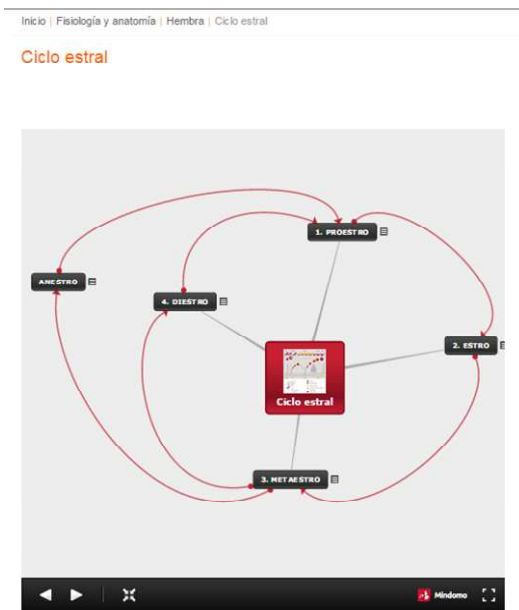 Inicio | Fisiología y anatomía | Hembra | Ciclo estral
Ciclo estral
1. PROESTRO
ANESTRO
4. DIESTRO
2. ESTRO
Ciclo estral
3. METAESTRO
Mindomo